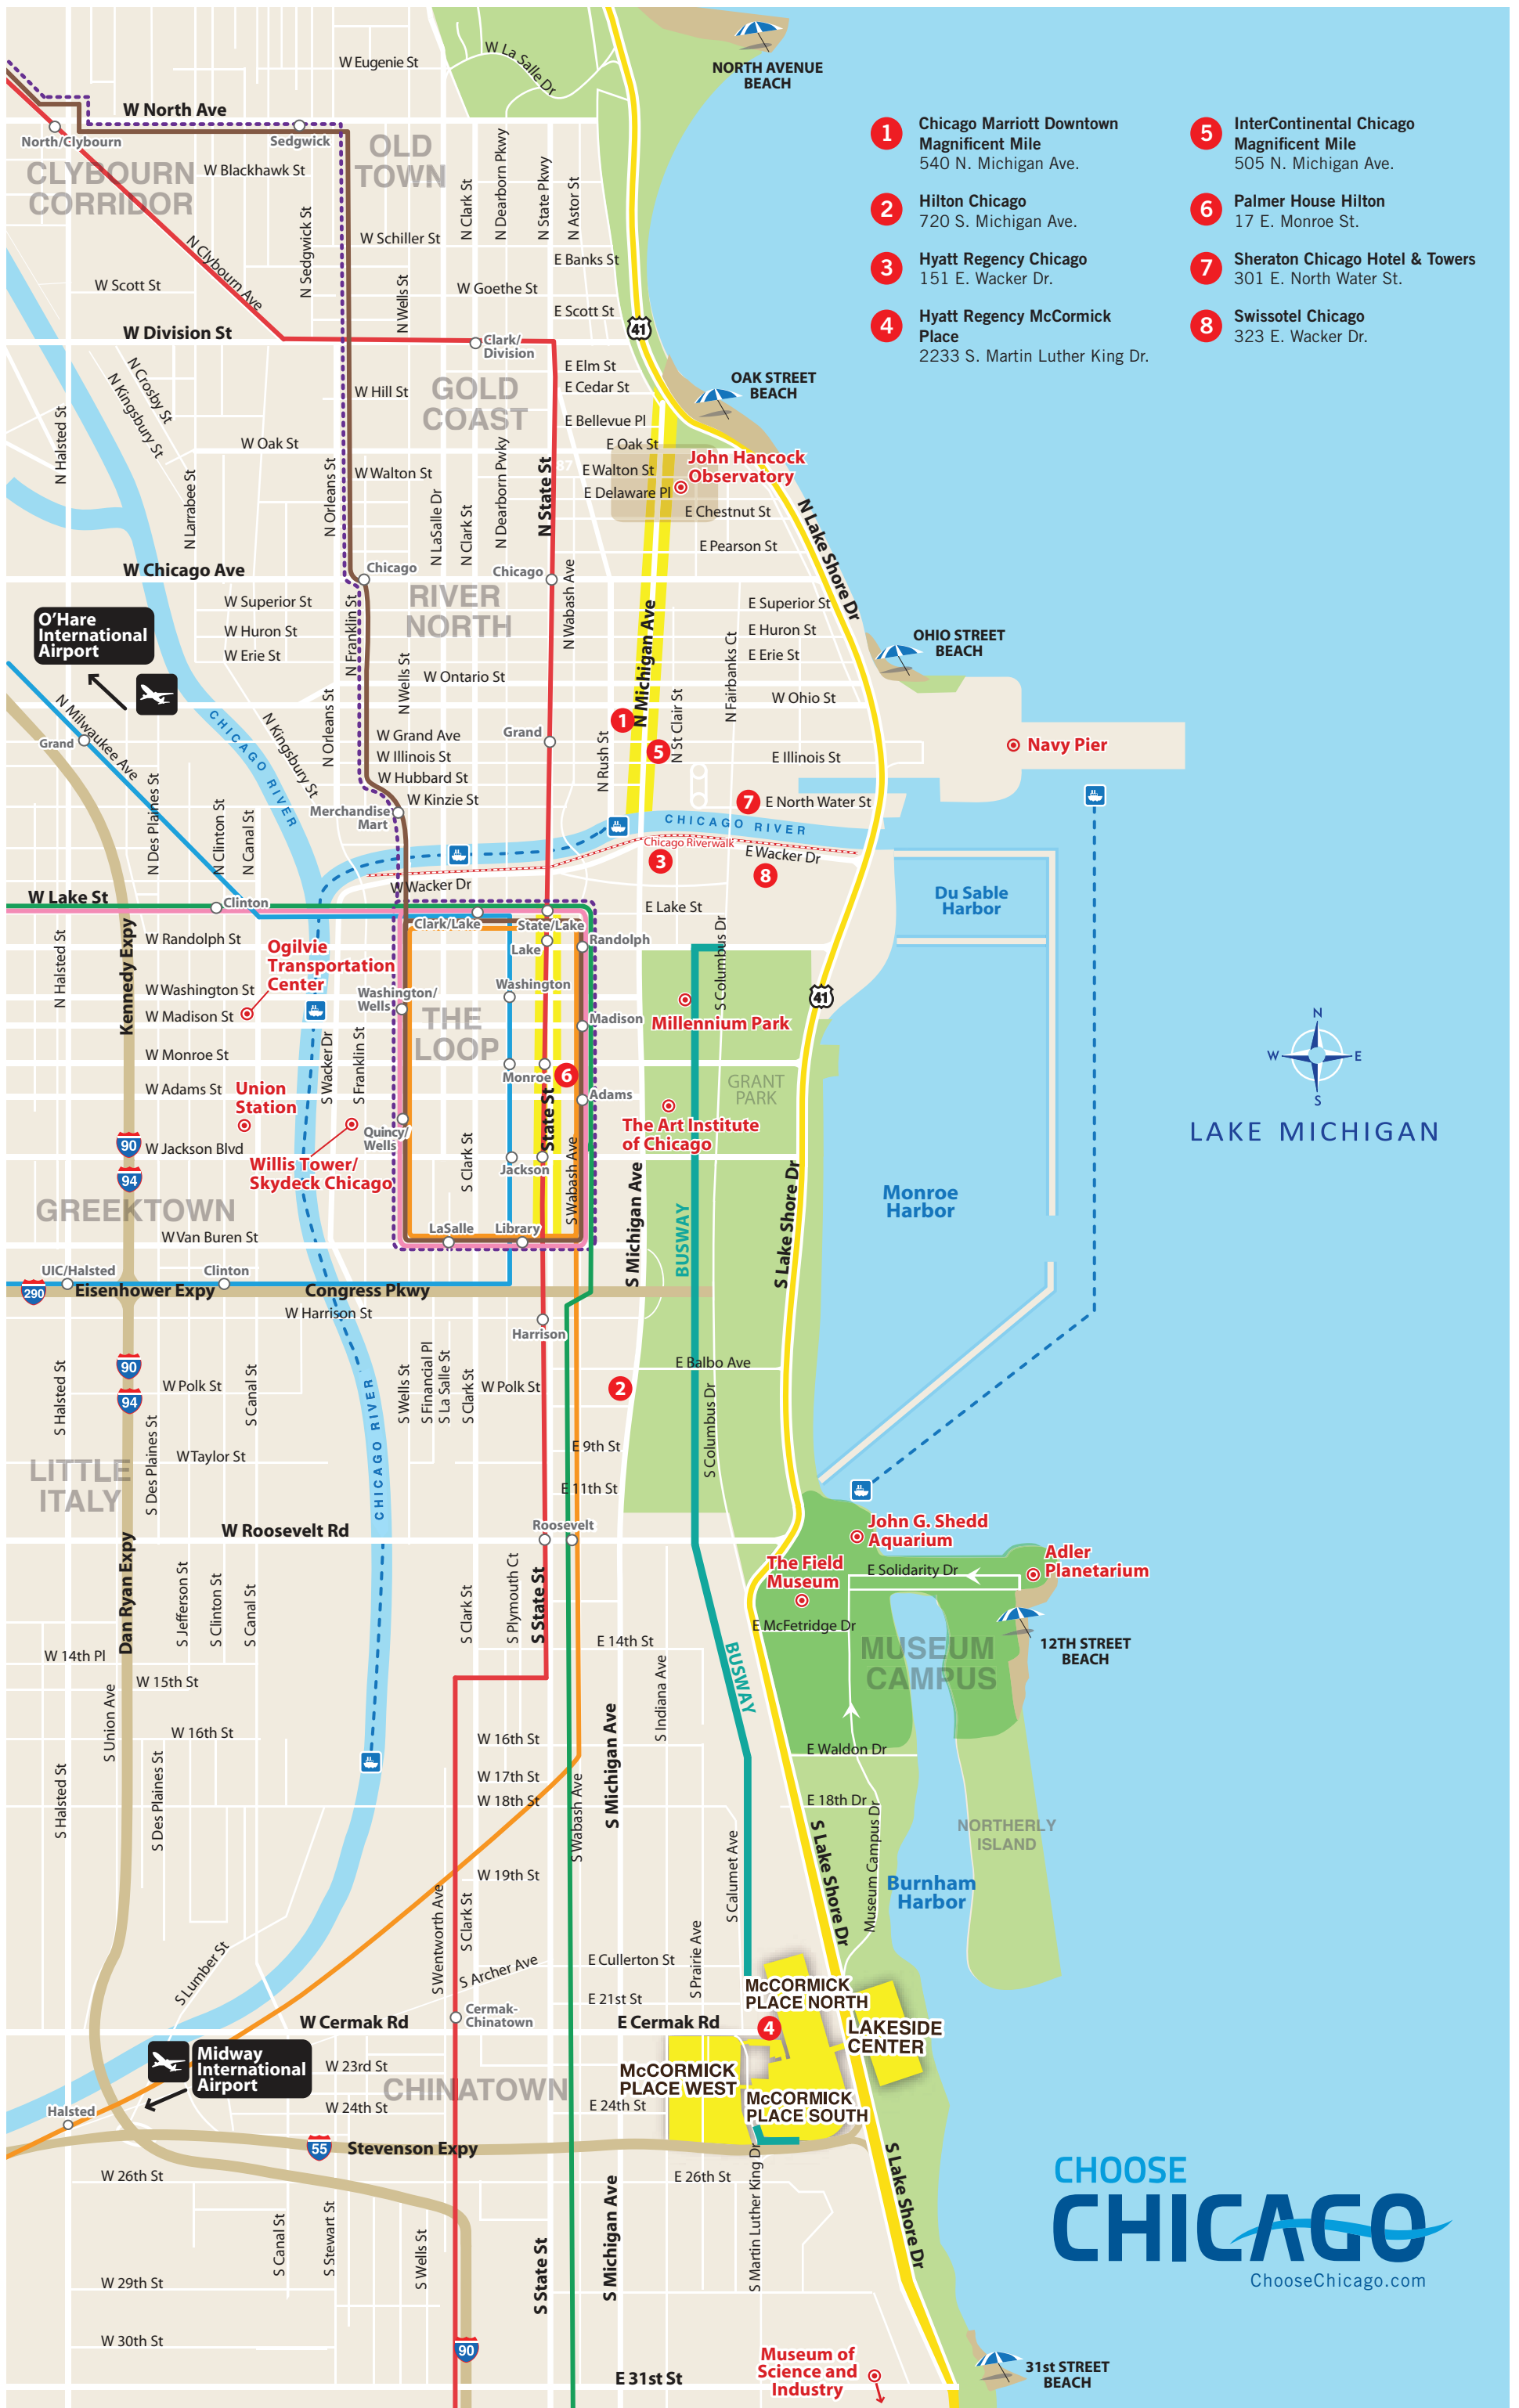 W Eugenie St
W La Salle Dr
NORTH AVENUE
BEACH
W North Ave
North/Clybourn
Sedgwick
OLD
TOWN
CLYBOURN
CORRIDOR
W Blackhawk St
N Sedgwick St
W Schiller St
N Clark St
N Dearborn Pkwy
N State Pkwy
N Astor St
E Banks St
N Clybourn Ave
W Scott St
N Wells St
W Goethe St
E Scott St
41
1
Chicago Marriott Downtown
Magnificent Mile
540 N. Michigan Ave.
2
Hilton Chicago
720 S. Michigan Ave.
3
Hyatt Regency Chicago
151 E. Wacker Dr.
4
Hyatt Regency McCormick
Place
2233 S. Martin Luther King Dr.
5
InterContinental Chicago
Magnificent Mile
505 N. Michigan Ave.
6
Palmer House Hilton
17 E. Monroe St.
7
Sheraton Chicago Hotel & Towers
301 E. North Water St.
8
Swissotel Chicago
323 E. Wacker Dr.
W Division St
Clark/
Division
N Crosby St
N Kingsbury St
E Elm St
E Cedar St
OAK STREET
BEACH
W Hill St
GOLD
COAST
E Bellevue Pl
N Halsted St
W Oak St
E Oak St
John Hancock
Observatory
N Larrabee St
N Orleans St
W Walton St
N LaSalle Dr
N Clark St
N Dearborn Pwky
N State St
87
E Walton St
E Delaware Pl
E Chestnut St
N Lake Shore Dr
E Pearson St
W Chicago Ave
Chicago
Chicago
N Wabash Ave
W Superior St
RIVER
NORTH
E Superior St
O'Hare
International
Airport
W Huron St
E Huron St
W Erie St
N Franklin St
N Michigan Ave
N Fairbanks Ct
E Erie St
OHIO STREET
BEACH
N Wells St
W Ontario St
W Ohio St
N Milwaukee Ave
CHICAGO RIVER
N Kingsbury St
N Orleans St
1
N St Clair St
Grand
W Grand Ave
Grand
N Rush St
5
Navy Pier
W Illinois St
E Illinois St
W Hubbard St
N Des Plaines St
N Clinton St
N Canal St
Merchandise
Mart
W Kinzie St
7
E North Water St
CHICAGO RIVER
Chicago Riverwalk
3
E Wacker Dr
8
W Wacker Dr
W Lake St
Clinton
Du Sable
Harbor
Clark/Lake
State/Lake
E Lake St
N Halsted St
Kennedy Expy
W Randolph St
Ogilvie
Transportation
Center
Lake
Randolph
S Columbus Dr
W Washington St
Washington/
Wells
Washington
41
W Madison St
THE
LOOP
Madison
Millennium Park
S Wacker Dr
S Franklin St
W Monroe St
Monroe
6
GRANT
PARK
W Adams St
Union
Station
Adams
The Art Institute
of Chicago
N
W
E
S
LAKE MICHIGAN
90
W Jackson Blvd
Quincy/
Wells
S Clark St
State St
Jackson
94
Willis Tower/
Skydeck Chicago
S Wabash Ave
S Michigan Ave
BUSWAY
S Lake Shore Dr
Monroe
Harbor
GREEKTOWN
W Van Buren St
LaSalle
Library
UIC/Halsted
Clinton
290
Eisenhower Expy
Congress Pkwy
W Harrison St
Harrison
S Halsted St
90
94
W Polk St
S Canal St
CHICAGO RIVER
S Wells St
S Financial Pl
S La Salle St
S Clark St
W Polk St
2
E Balbo Ave
S Columbus Dr
E 9th St
S Des Plaines St
W Taylor St
LITTLE
ITALY
E 11th St
W Roosevelt Rd
Roosevelt
John G. Shedd
Aquarium
Adler
Planetarium
The Field
Museum
E Solidarity Dr
Dan Ryan Expy
S Jefferson St
S Clinton St
S Canal St
S Clark St
S Plymouth Ct
S State St
E McFetridge Dr
MUSEUM
CAMPUS
12TH STREET
BEACH
W 14th Pl
E 14th St
BUSWAY
S Union Ave
W 15th St
S Indiana Ave
W 16th St
W 16th St
S Michigan Ave
E Waldon Dr
S Halsted St
S Des Plaines St
W 17th St
W 18th St
S Wabash Ave
E 18th Dr
Museum Campus Dr
NORTHERLY
ISLAND
W 19th St
S Calumet Ave
S Lake Shore Dr
Burnham
Harbor
S Lumber St
S Wentworth Ave
S Clark St
S Archer Ave
E Cullerton St
S Prairie Ave
McCORMICK
PLACE NORTH
E 21st St
Cermak-
Chinatown
W Cermak Rd
E Cermak Rd
4
LAKESIDE
CENTER
Midway
International
Airport
W 23rd St
McCORMICK
PLACE WEST
CHINATOWN
McCORMICK
PLACE SOUTH
Halsted
W 24th St
E 24th St
55
Stevenson Expy
W 26th St
E 26th St
S Canal St
S Stewart St
S Wells St
S State St
S Michigan Ave
S Martin Luther King Dr
S Lake Shore Dr
CHOOSE
CHICAGO
ChooseChicago.com
W 29th St
W 30th St
90
E 31st St
Museum of
Science and
Industry
31st STREET
BEACH